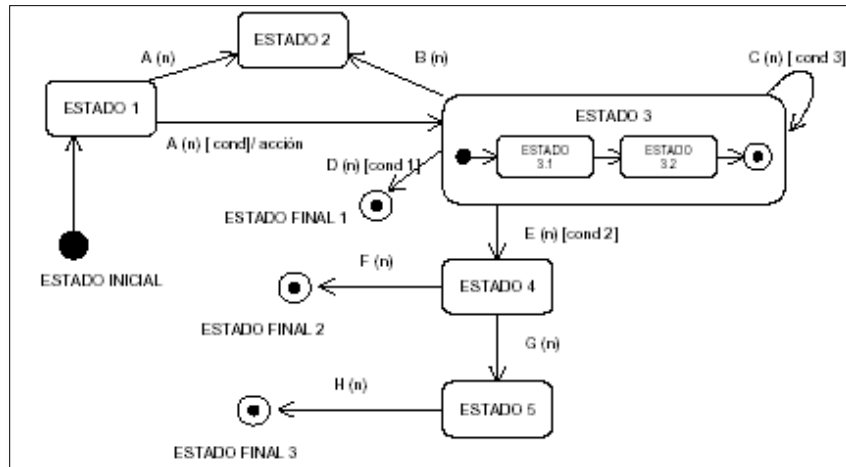 ESTADO 2
A (n)
B (n)
C (n) [ cond 3]
ESTADO 1
ESTADO 3
A (n) [ cond]/ acción
ESTADO
3.1
ESTADO
3.2
D (n) [cond 1]
ESTADO FINAL 1
E (n) [cond 2]
ESTADO INICIAL
F (n)
ESTADO 4
ESTADO FINAL 2
G (n)
H (n)
ESTADO 5
ESTADO FINAL 3